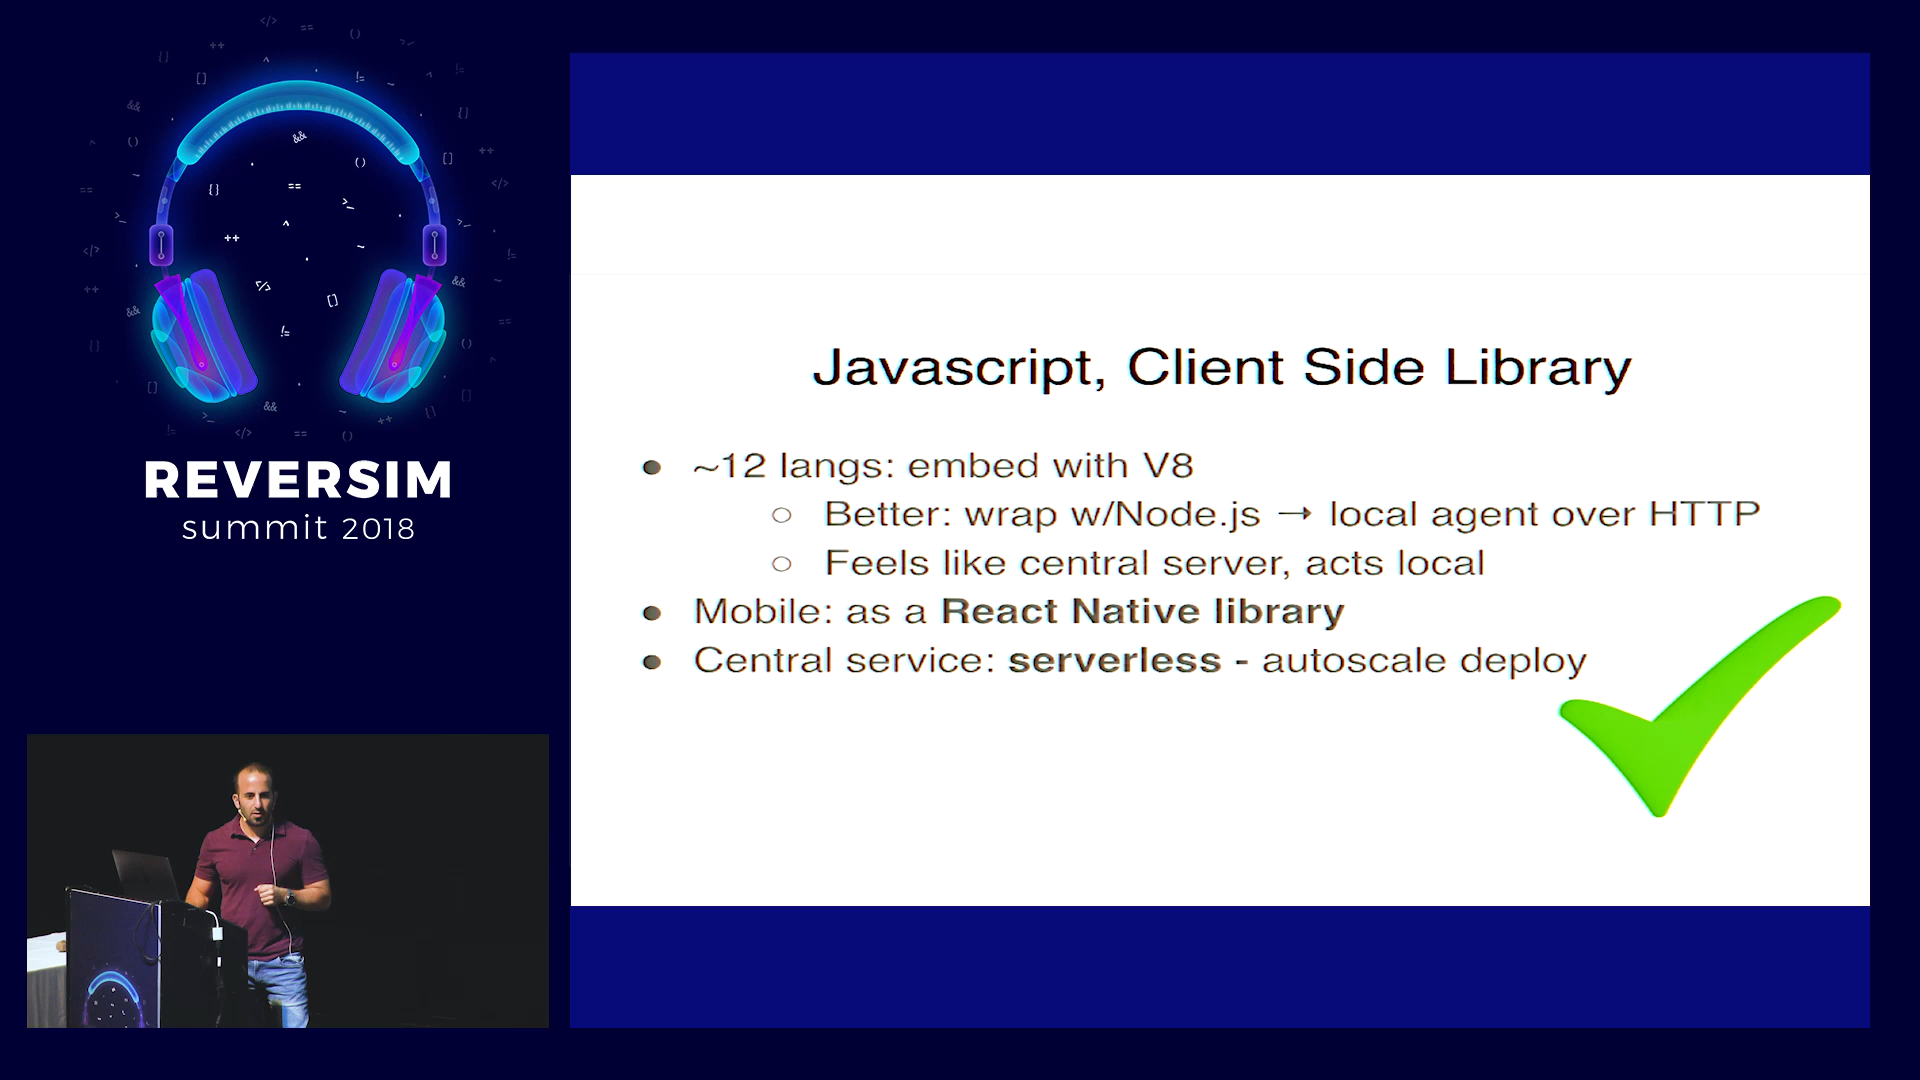 REVERSIM
summit 2018
Javascript, Client Side Library
● ~12 langs: embed with V8
○ Better: wrap w/Node.js → local agent over HTTP
○ Feels like central server, acts local
● Mobile: as a React Native library
● Central service: serverless - autoscale deploy